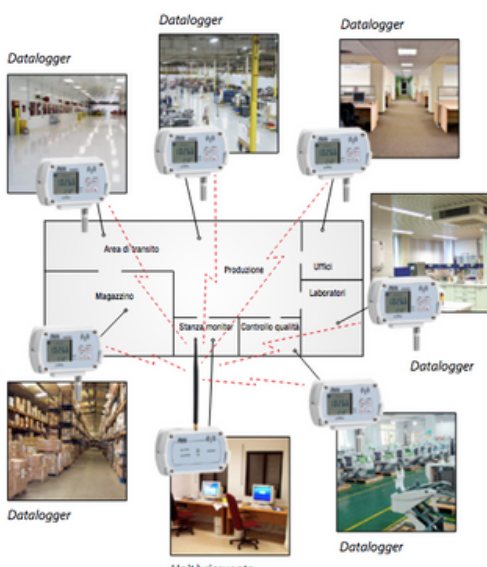 Datalogger
Datalogger
Datalogger
Area di transito
Produzione
Uffici
Magazzino
Laboratori
Stanza monitor
Controllo qualità
Datalogger
Datalogger
Datalogger